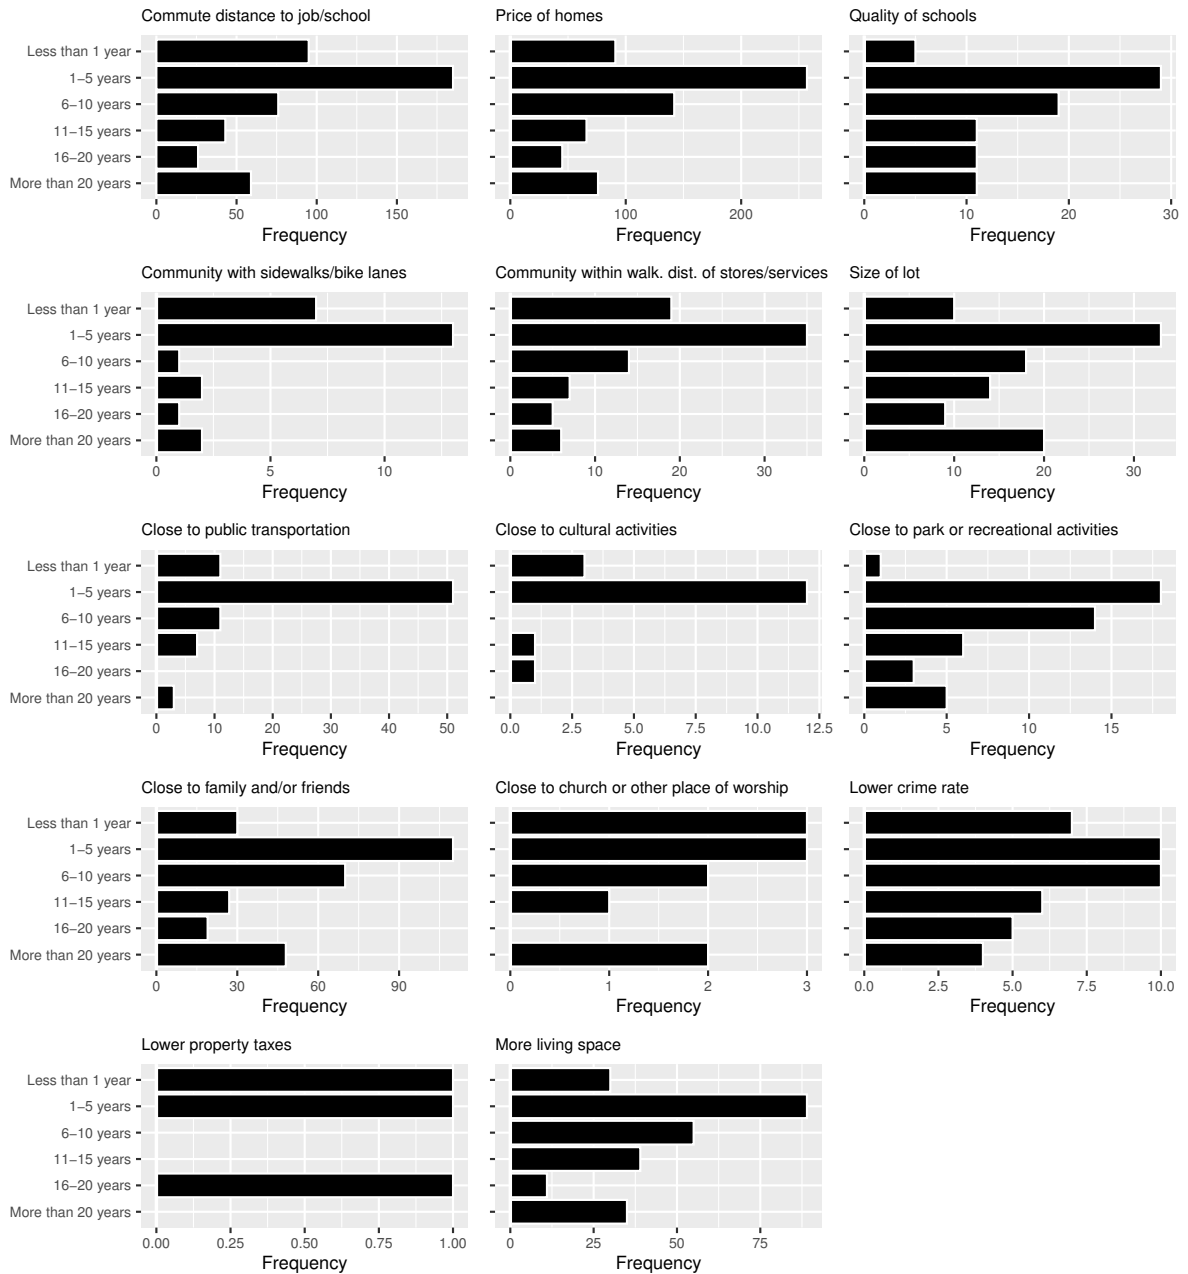 Commute distance to job/school
Price of homes
Quality of schools
Less than 1 year
1−5 years
6−10 years
11−15 years
16−20 years
More than 20 years
0 50 100 150
0 100 200
0 10 20 30
Frequency
Frequency
Frequency
Community with sidewalks/bike lanes
Community within walk. dist. of stores/services
Size of lot
Less than 1 year
1−5 years
6−10 years
11−15 years
16−20 years
More than 20 years
0 5 10
0 10 20 30
0 10 20 30
Frequency
Frequency
Frequency
Close to public transportation
Close to cultural activities
Close to park or recreational activities
Less than 1 year
1−5 years
6−10 years
11−15 years
16−20 years
More than 20 years
0 10 20 30 40 50
0.0 2.5 5.0 7.5 10.0 12.5
0 5 10 15
Frequency
Frequency
Frequency
Close to family and/or friends
Close to church or other place of worship
Lower crime rate
Less than 1 year
1−5 years
6−10 years
11−15 years
16−20 years
More than 20 years
0 30 60 90
0 1 2 3
0.0 2.5 5.0 7.5 10.0
Frequency
Frequency
Frequency
Lower property taxes
More living space
Less than 1 year
1−5 years
6−10 years
11−15 years
16−20 years
More than 20 years
0.00 0.25 0.50 0.75 1.00
0 25 50 75
Frequency
Frequency